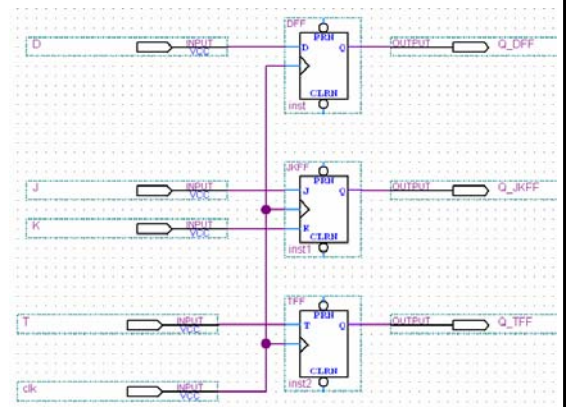 DFF
PRN
D INPUT VCC D Q OUTPUT Q_DFF
CLRN
inst
JKFF
PRN
J INPUT VCC J Q OUTPUT Q_JKFF
K INPUT VCC K
CLRN
inst1
TFF
PRN
T INPUT VCC T Q OUTPUT Q_TFF
CLRN
inst2
clk INPUT VCC